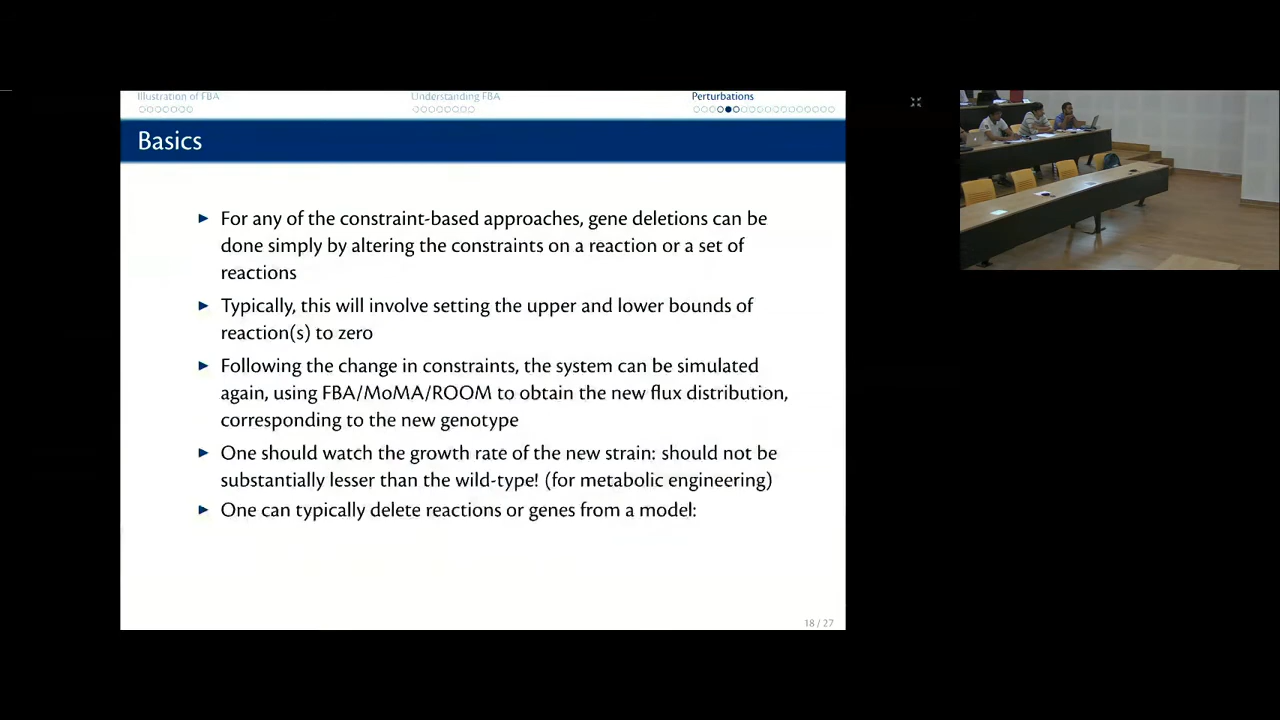 Illustration of FBA
Understanding FBA
Perturbations
Basics
For any of the constraint-based approaches, gene deletions can be
done simply by altering the constraints on a reaction or a set of
reactions
Typically, this will involve setting the upper and lower bounds of
reaction(s) to zero
Following the change in constraints, the system can be simulated
again, using FBA/MoMA/ROOM to obtain the new flux distribution,
corresponding to the new genotype
One should watch the growth rate of the new strain: should not be
substantially lesser than the wild-type! (for metabolic engineering)
One can typically delete reactions or genes from a model:
18 / 27